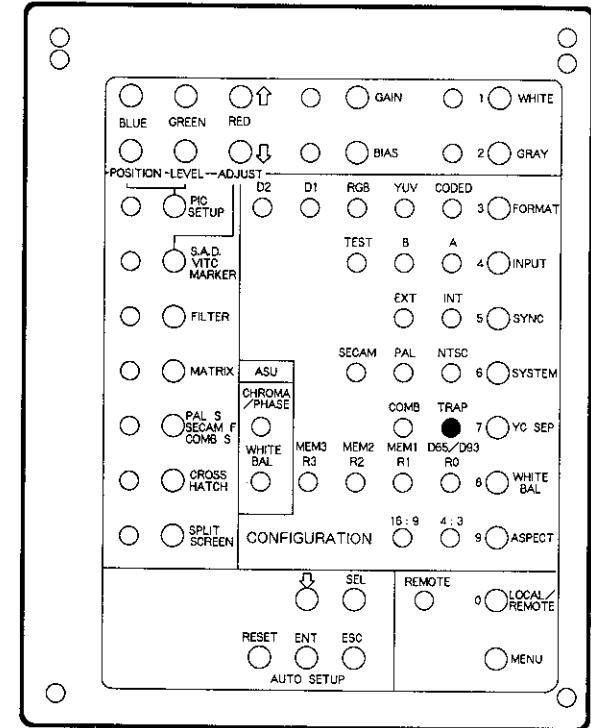 GAIN 1 WHITE
BLUE GREEN RED
BIAS 2 GRAY
POSITION LEVEL ADJUST
D2 D1 RGB YUV CODED
PIC SETUP 3 FORMAT
TEST B A
S.A.D. VITC MARKER 4 INPUT
EXT INT
FILTER 5 SYNC
SECAM PAL NTSC
MATRIX ASU 6 SYSTEM
CHROMA /PHASE
COMB TRAP
PAL S SECAM F COMB S 7 YC SEP
WHITE BAL MEM3 MEM2 MEM1 D65/D93
R3 R2 R1 R0
CROSS HATCH 8 WHITE BAL
16:9 4:3
SPLIT SCREEN CONFIGURATION 9 ASPECT
SEL REMOTE
0 LOCAL/ REMOTE
RESET ENT ESC
MENU
AUTO SETUP